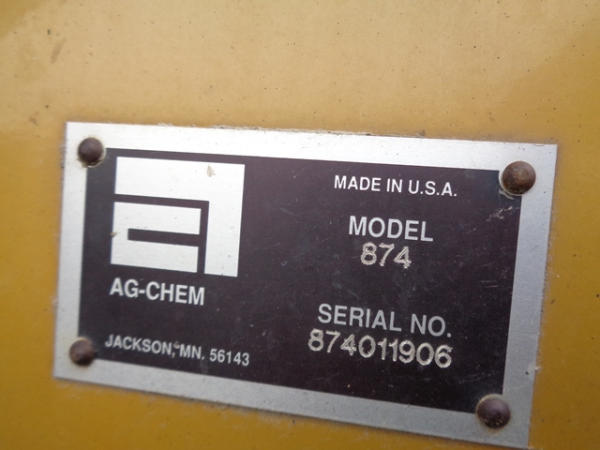 MADE IN U.S.A.
MODEL
874
AG-CHEM
SERIAL NO.
874011906
JACKSON, MN. 56143